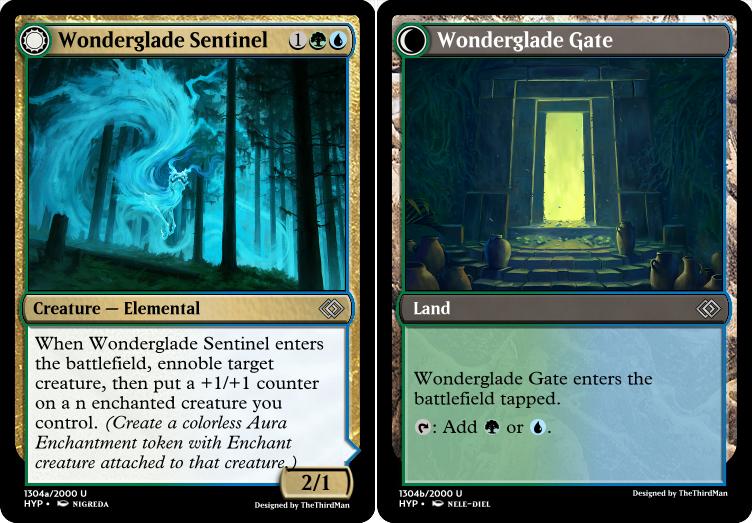 Wonderglade Sentinel 1
Creature — Elemental
When Wonderglade Sentinel enters
the battlefield, ennoble target
creature, then put a +1/+1 counter
on a n enchanted creature you
control. (Create a colorless Aura
Enchantment token with Enchant
creature attached to that creature.)
2/1
1304a/2000 U
HYP • NIGREDA
Designed by TheThirdMan
Wonderglade Gate
Land
Wonderglade Gate enters the
battlefield tapped.
: Add or .
1304b/2000 U
HYP • NELE-DIEL
Designed by TheThirdMan